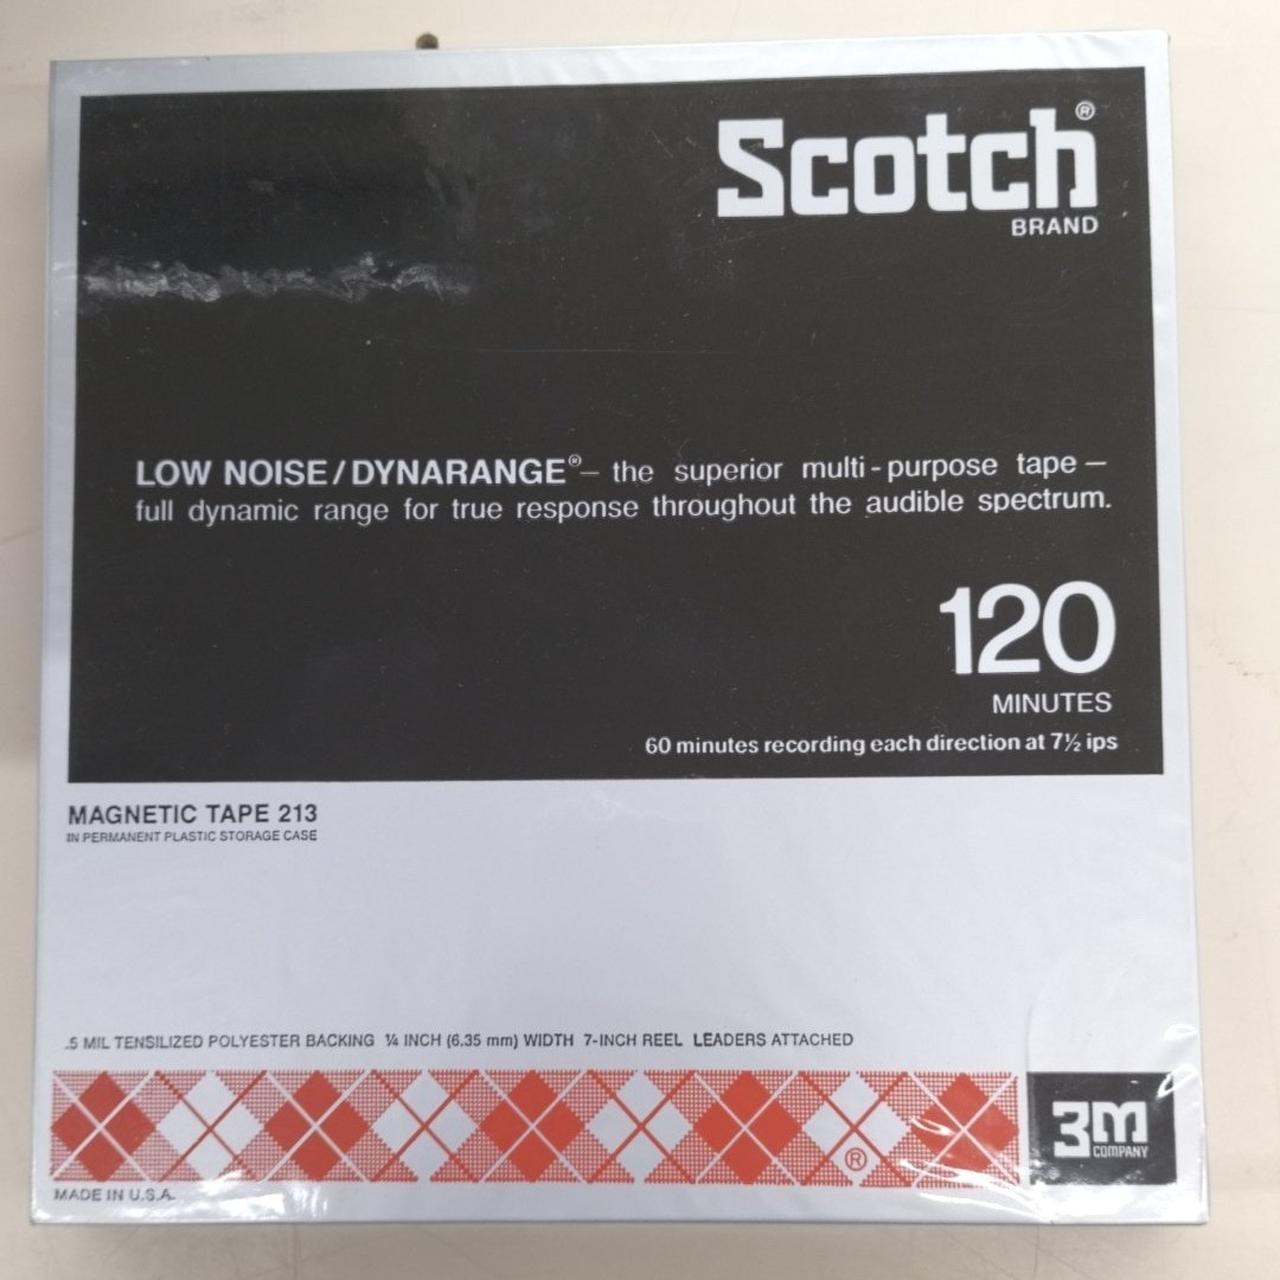 Scotch®
BRAND
LOW NOISE/DYNARANGE®— the superior multi-purpose tape—
full dynamic range for true response throughout the audible spectrum.
120
MINUTES
60 minutes recording each direction at 7½ ips
MAGNETIC TAPE 213
IN PERMANENT PLASTIC STORAGE CASE
.5 MIL TENSILIZED POLYESTER BACKING ¼ INCH (6.35 mm) WIDTH 7-INCH REEL LEADERS ATTACHED
®
3M
COMPANY
MADE IN U.S.A.